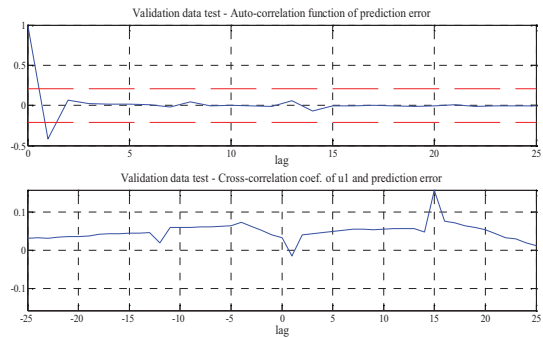 Validation data test - Auto-correlation function of prediction error
1
0.5
0
-0.5
0 5 10 15 20 25
lag
Validation data test - Cross-correlation coef. of u1 and prediction error
0.1
0
-0.1
-25 -20 -15 -10 -5 0 5 10 15 20 25
lag